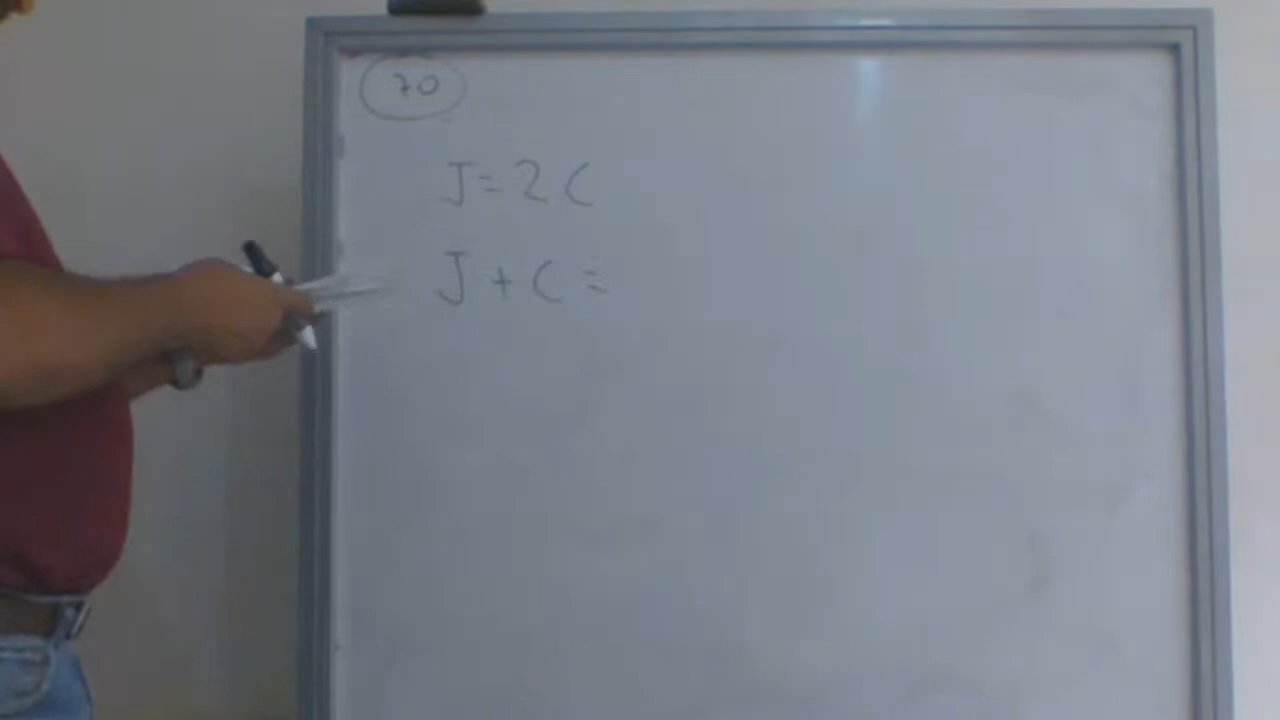 70
J = 2C
J + C =